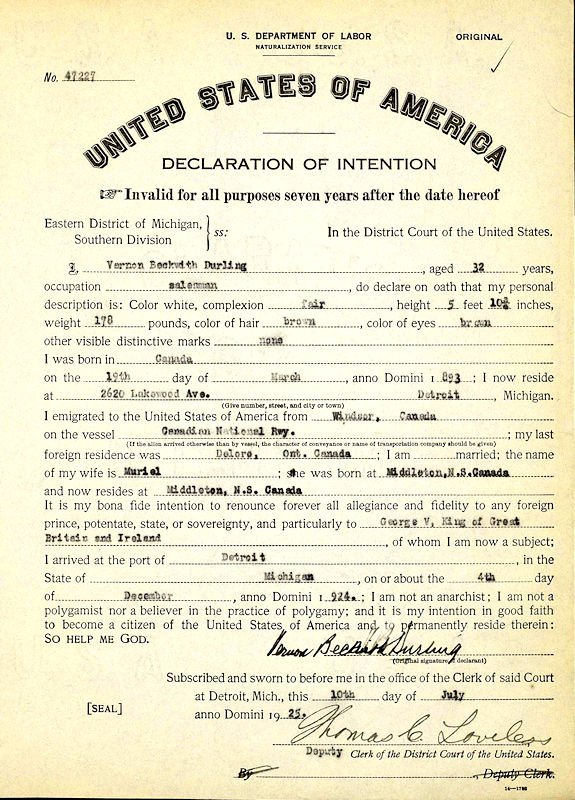 U. S. DEPARTMENT OF LABOR
NATURALIZATION SERVICE
ORIGINAL
No. 47227
UNITED STATES OF AMERICA
DECLARATION OF INTENTION
Invalid for all purposes seven years after the date hereof
Eastern District of Michigan,
Southern Division
ss:
In the District Court of the United States.
I, Vernon Beckwith Durling, aged 32 years,
occupation salesman, do declare on oath that my personal
description is: Color white, complexion fair, height 5 feet 10¾ inches,
weight 178 pounds, color of hair brown, color of eyes brown
other visible distinctive marks none
I was born in Canada
on the 19th day of March, anno Domini 1 893; I now reside
at 2620 Lakewood Ave. Detroit, Michigan.
(Give number, street, and city or town)
I emigrated to the United States of America from Windsor, Canada
on the vessel Canadian National Rwy.; my last
(If the alien arrived otherwise than by vessel, the character of conveyance or name of transportation company should be given)
foreign residence was Deloro, Ont. Canada; I am married; the name
of my wife is Muriel; she was born at Middleton,N.S.Canada
and now resides at Middleton, N.S. Canada
It is my bona fide intention to renounce forever all allegiance and fidelity to any foreign
prince, potentate, state, or sovereignty, and particularly to George V, King of Great
Britain and Ireland, of whom I am now a subject;
I arrived at the port of Detroit, in the
State of Michigan, on or about the 4th day
of December, anno Domini 1 924.; I am not an anarchist; I am not a
polygamist nor a believer in the practice of polygamy; and it is my intention in good faith
to become a citizen of the United States of America and to permanently reside therein:
SO HELP ME GOD.
Vernon Beckwith Durling
(Original signature of declarant)
Subscribed and sworn to before me in the office of the Clerk of said Court
at Detroit, Mich., this 10th day of July
[SEAL]
anno Domini 19 25.
Thomas C. Loveless
Deputy Clerk of the District Court of the United States.
By , Deputy Clerk.
14—1786